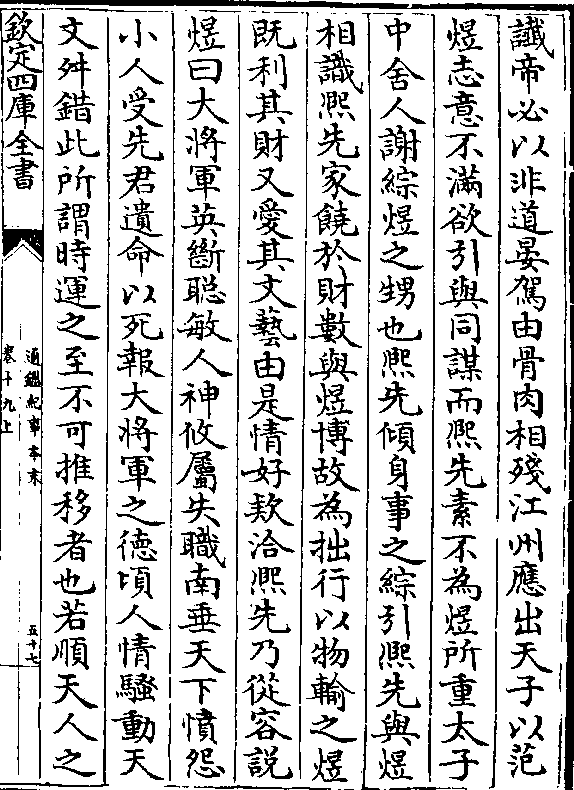 讖帝必以非道晏駕由骨肉相殘江州應出天子以范
煜志意不滿欲引與同謀而熈先素不為煜所重太子
中舍人謝綜煜之甥也熈先傾身事之綜引熈先與煜
相識熈先家饒於財數與煜博故為拙行以物輸之煜
既利其財又愛其文藝由是情好欵洽熈先乃從容説
煜曰大將軍英斷聪敏人神攸屬失職南垂天下憤怨
小人受先君遺命以死報大將軍之德頃人情騷動天
文舛錯此所謂時運之至不可推移者也若順天人之
欽定四庫全書
通鑑紀事本末
卷十九上
五十七